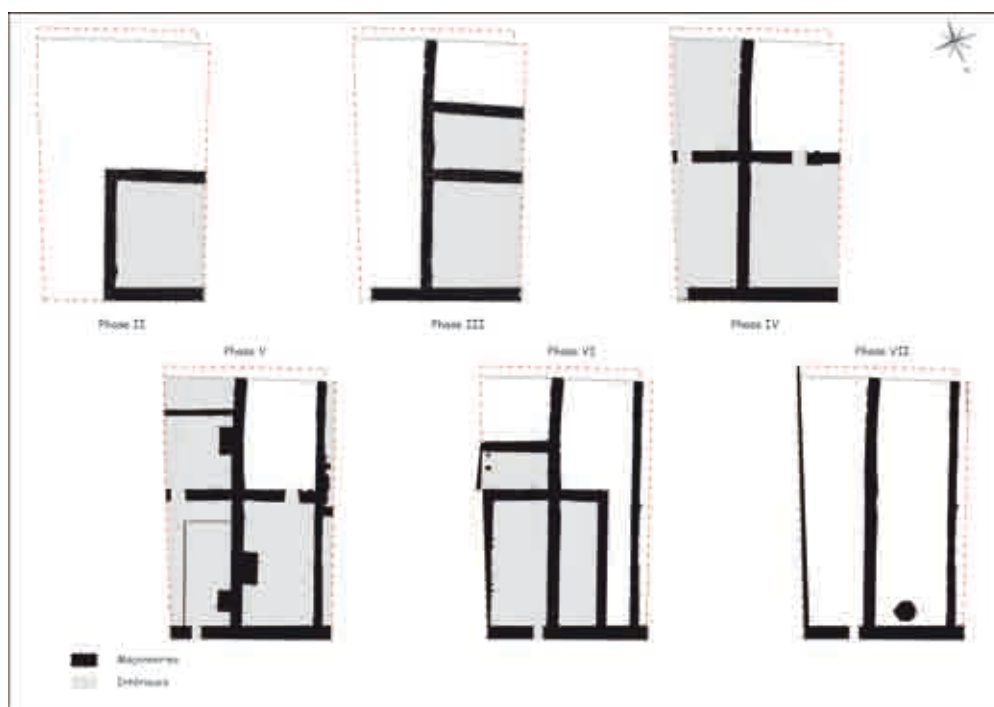 Phase II
Phase III
Phase IV
Phase V
Phase VI
Phase VII
Maçonneries
Intérieurs